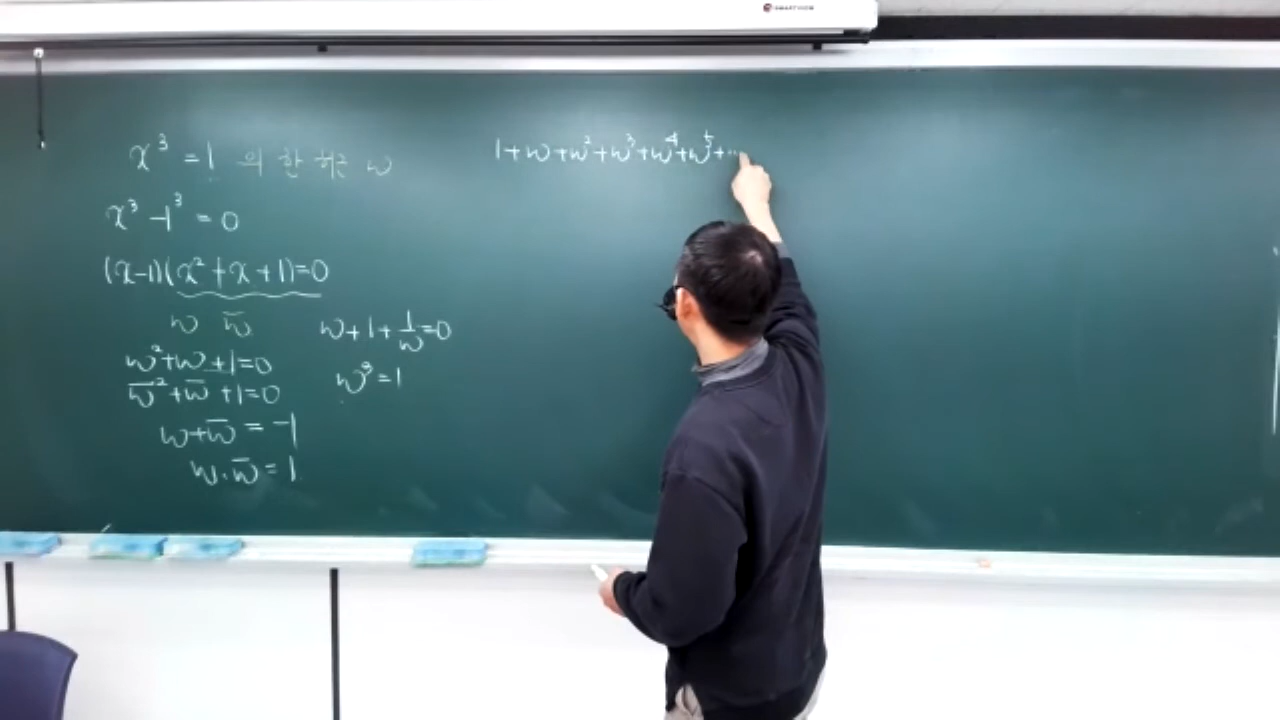 SMARTVIEW
x³ = 1 의 한 허근 ω
x³ - 1³ = 0
(x-1)(x² + x + 1) = 0
ω ω̄
ω² + ω + 1 = 0
ω̄² + ω̄ + 1 = 0
ω + ω̄ = -1
ω · ω̄ = 1
ω + 1 + 1/ω = 0
ω³ = 1
1 + ω + ω² + ω³ + ω⁴ + ω⁵ + ...